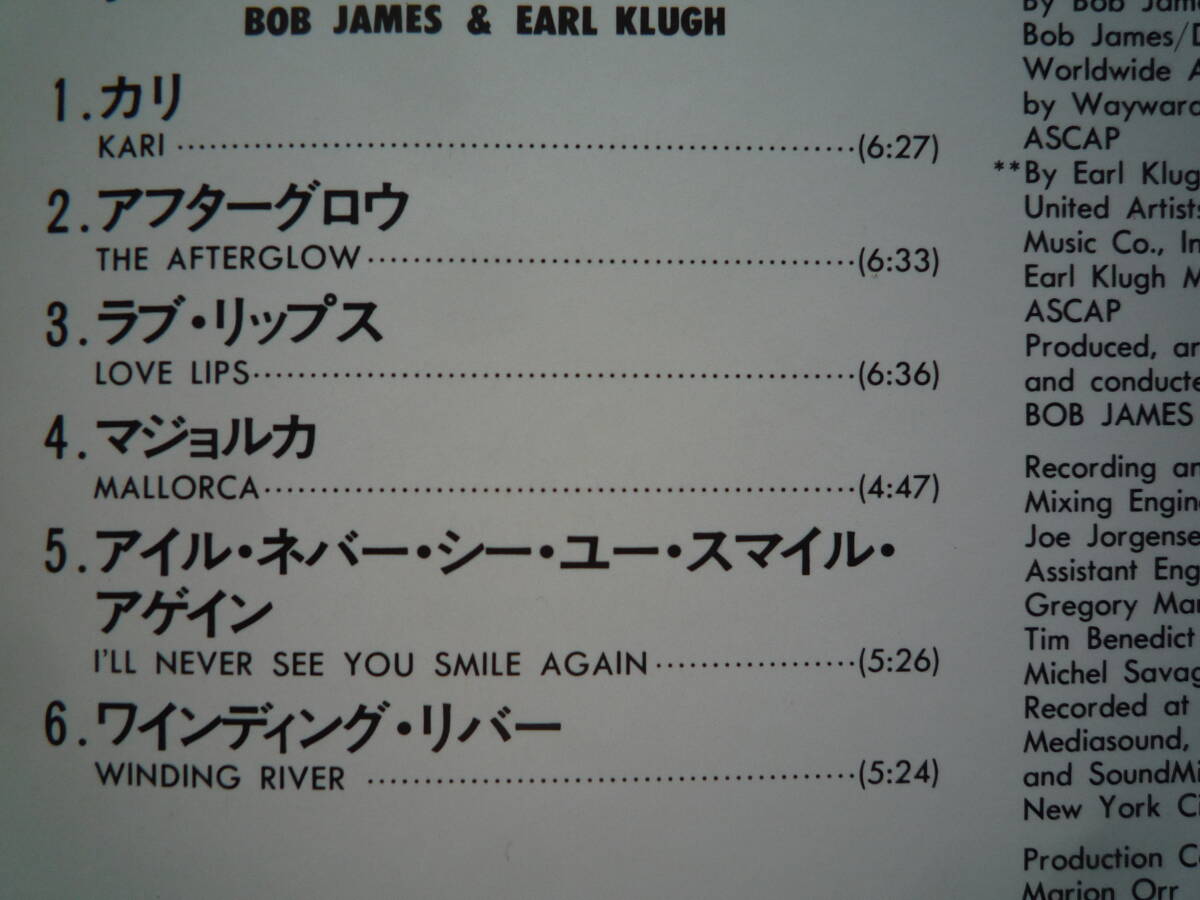 BOB JAMES & EARL KLUGH
1.カリ
KARI (6:27)
2.アフターグロウ
THE AFTERGLOW (6:33)
3.ラブ・リップス
LOVE LIPS (6:36)
4.マジョルカ
MALLORCA (4:47)
5.アイル・ネバー・シー・ユー・スマイル・
アゲイン
I'LL NEVER SEE YOU SMILE AGAIN (5:26)
6.ワインディング・リバー
WINDING RIVER (5:24)
By Bob
Bob James/
Worldwide
by
ASCAP
**By Earl
United
Music Co.,
Earl Klugh
ASCAP
Produced,
and
BOB JAMES
Recording
Mixing
Joe
Assistant
Gregory
Tim Benedict
Michel
Recorded at
Mediasound,
and
New York
Production
Marion Orr